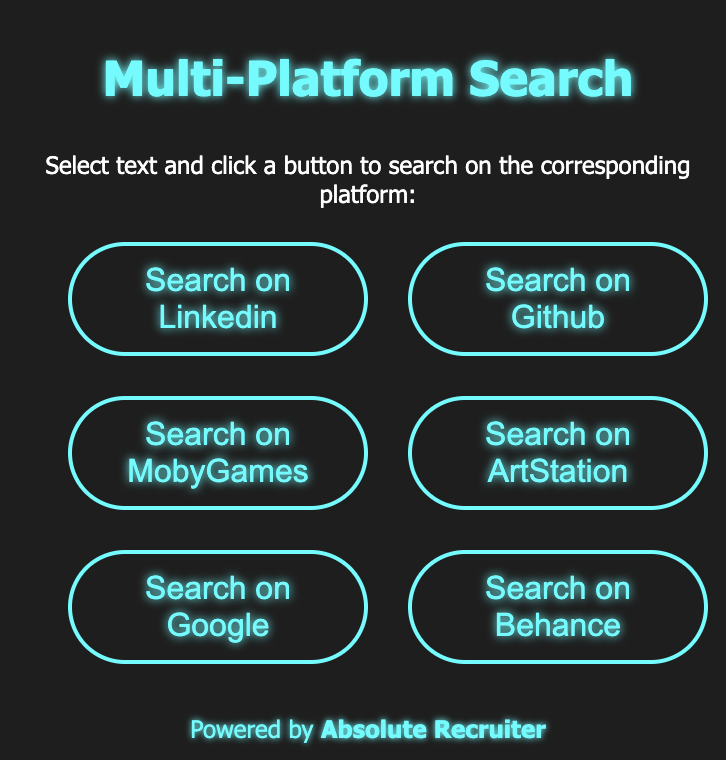 Multi-Platform Search
Select text and click a button to search on the corresponding
platform:
Search on
Linkedin
Search on
Github
Search on
MobyGames
Search on
ArtStation
Search on
Google
Search on
Behance
Powered by Absolute Recruiter